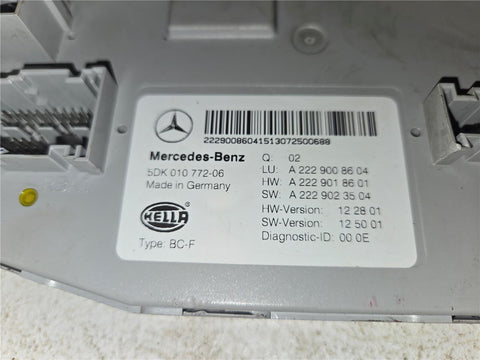 22290086041513072500688
Mercedes-Benz
5DK 010 772-06
Made in Germany
HELLA
Type: BC-F
Q: 02
LU: A 222 900 86 04
HW: A 222 901 86 01
SW: A 222 902 35 04
HW-Version: 12 28 01
SW-Version: 12 50 01
Diagnostic-ID: 00 0E